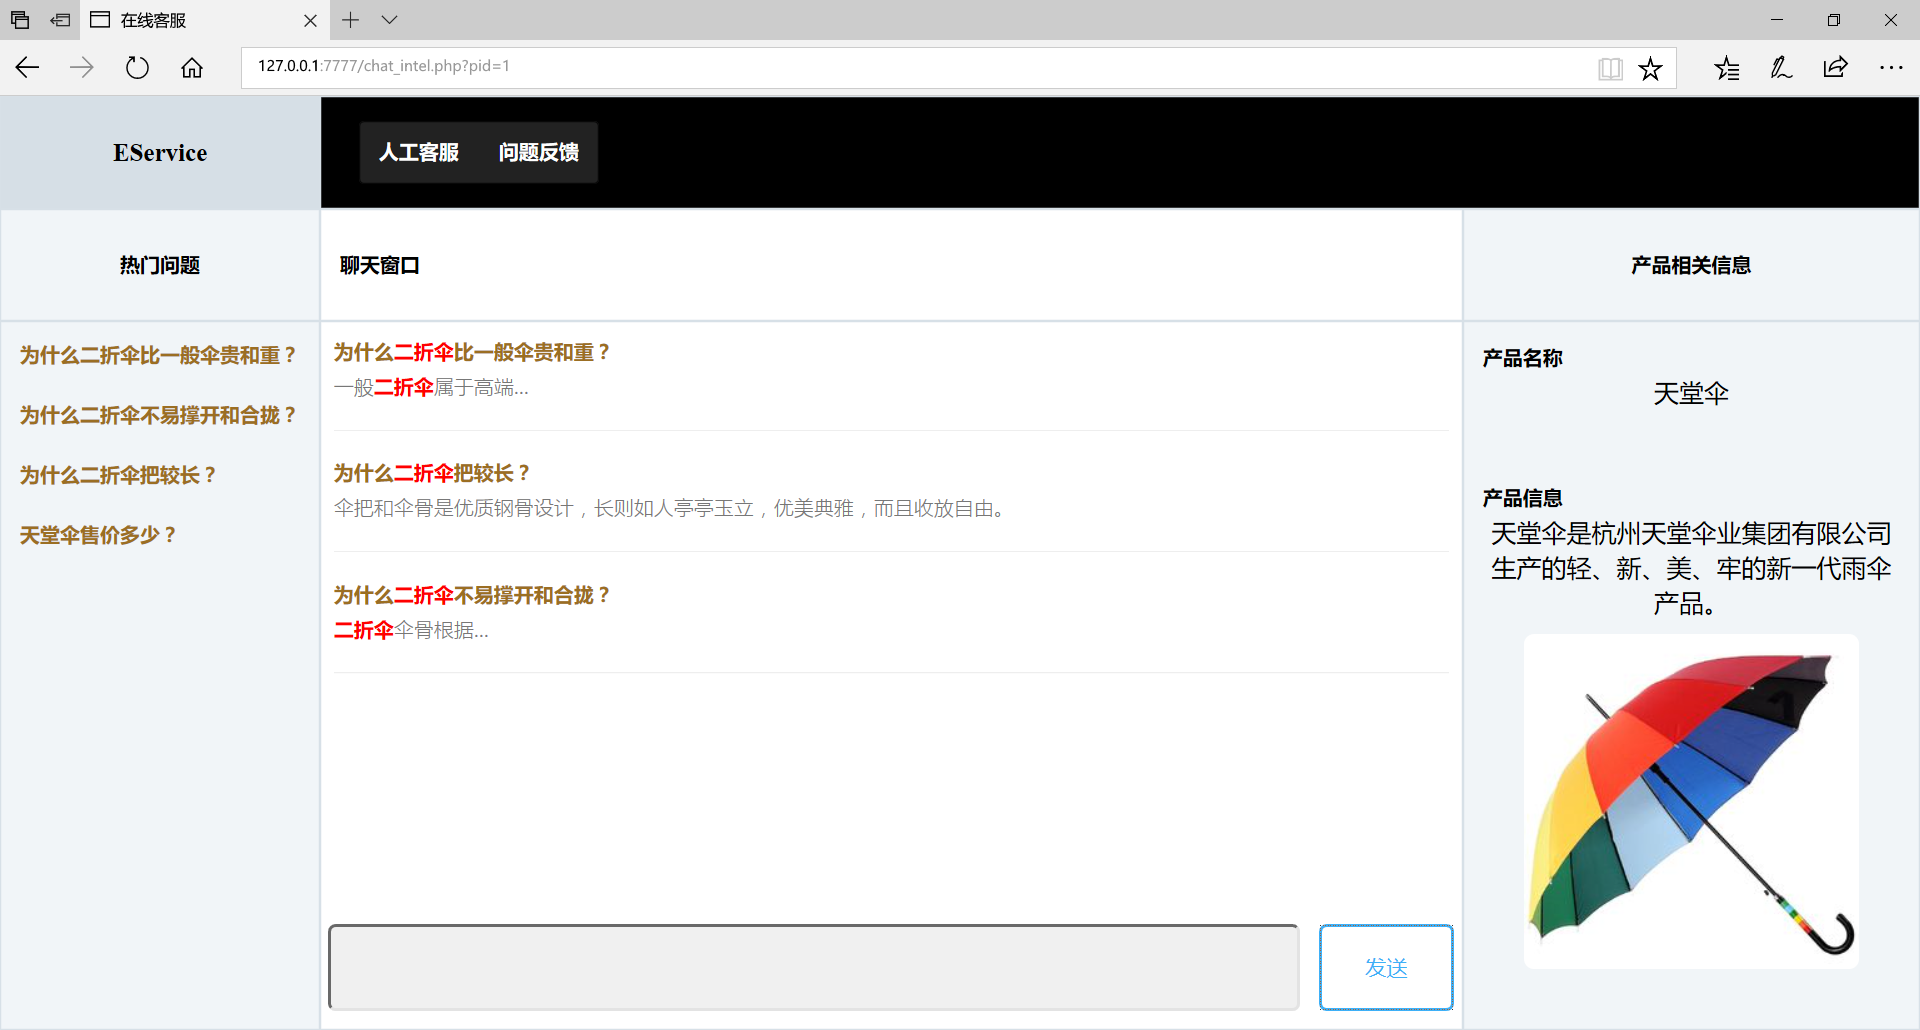 在线客服
127.0.0.1:7777/chat_intel.php?pid=1
EService
人工客服 问题反馈
热门问题
聊天窗口
产品相关信息
为什么二折伞比一般伞贵和重？
为什么二折伞不易撑开和合拢？
为什么二折伞把较长？
天堂伞售价多少？
为什么二折伞比一般伞贵和重？
一般二折伞属于高端...
为什么二折伞把较长？
伞把和伞骨是优质钢骨设计，长则如人亭亭玉立，优美典雅，而且收放自由。
为什么二折伞不易撑开和合拢？
二折伞伞骨根据...
发送
产品名称
天堂伞
产品信息
天堂伞是杭州天堂伞业集团有限公司
生产的轻、新、美、牢的新一代雨伞
产品。